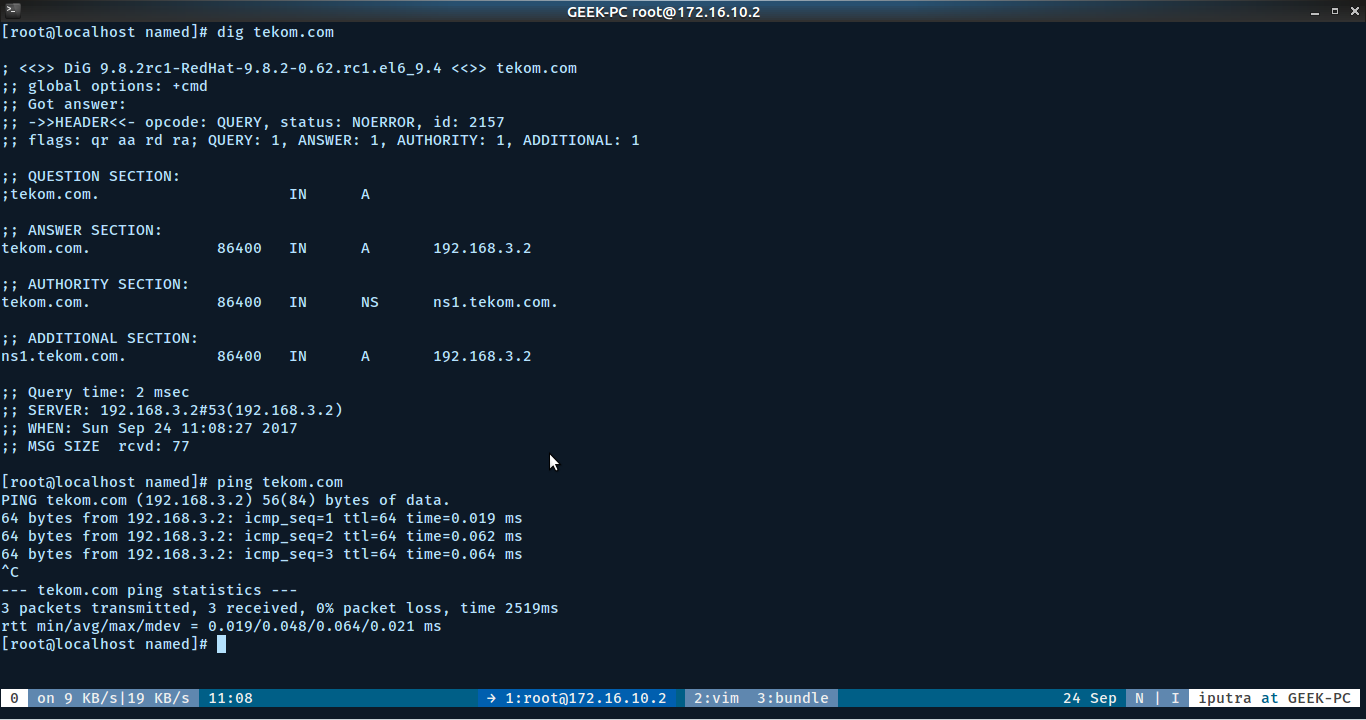 GEEK-PC root@172.16.10.2
[root@localhost named]# dig tekom.com
; <<>> DiG 9.8.2rc1-RedHat-9.8.2-0.62.rc1.el6_9.4 <<>> tekom.com
;; global options: +cmd
;; Got answer:
;; ->>HEADER<<- opcode: QUERY, status: NOERROR, id: 2157
;; flags: qr aa rd ra; QUERY: 1, ANSWER: 1, AUTHORITY: 1, ADDITIONAL: 1
;; QUESTION SECTION:
;tekom.com. IN A
;; ANSWER SECTION:
tekom.com. 86400 IN A 192.168.3.2
;; AUTHORITY SECTION:
tekom.com. 86400 IN NS ns1.tekom.com.
;; ADDITIONAL SECTION:
ns1.tekom.com. 86400 IN A 192.168.3.2
;; Query time: 2 msec
;; SERVER: 192.168.3.2#53(192.168.3.2)
;; WHEN: Sun Sep 24 11:08:27 2017
;; MSG SIZE  rcvd: 77
[root@localhost named]# ping tekom.com
PING tekom.com (192.168.3.2) 56(84) bytes of data.
64 bytes from 192.168.3.2: icmp_seq=1 ttl=64 time=0.019 ms
64 bytes from 192.168.3.2: icmp_seq=2 ttl=64 time=0.062 ms
64 bytes from 192.168.3.2: icmp_seq=3 ttl=64 time=0.064 ms
^C
--- tekom.com ping statistics ---
3 packets transmitted, 3 received, 0% packet loss, time 2519ms
rtt min/avg/max/mdev = 0.019/0.048/0.064/0.021 ms
[root@localhost named]#
0 on 9 KB/s|19 KB/s 11:08 → 1:root@172.16.10.2 2:vim 3:bundle 24 Sep N | I iputra at GEEK-PC